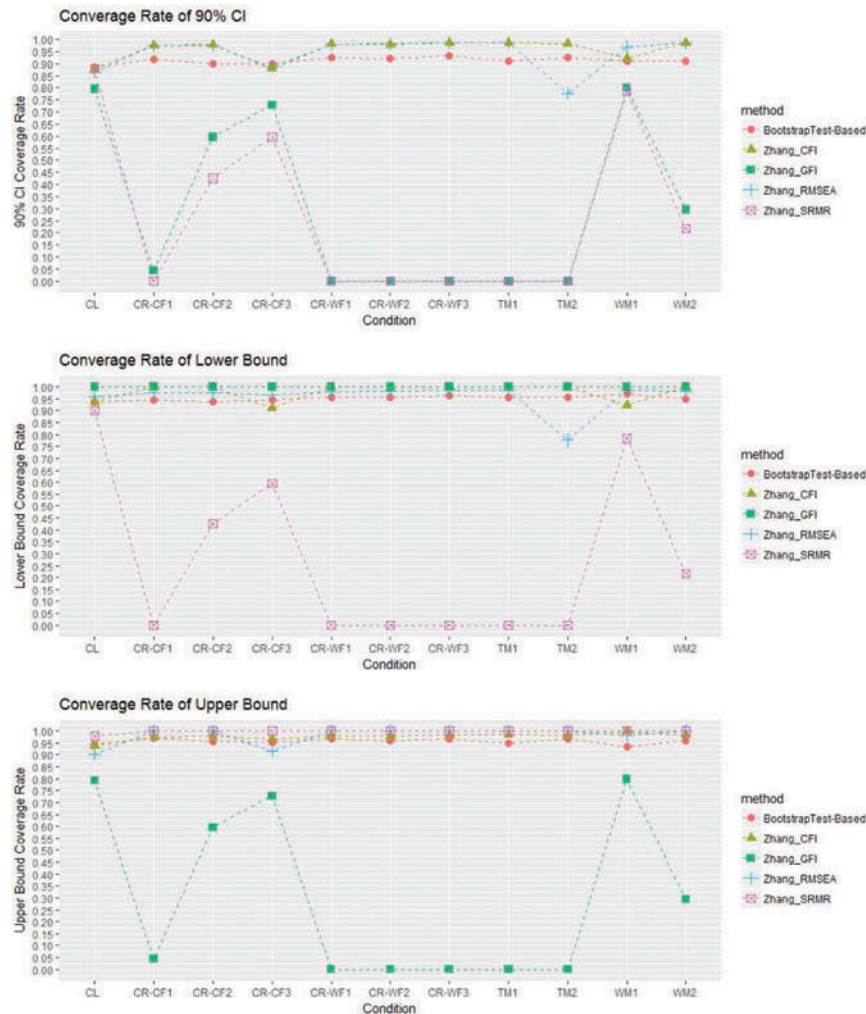 Converage Rate of 90% CI
90% CI Coverage Rate
1.00
0.95
0.90
0.85
0.80
0.75
0.70
0.65
0.60
0.55
0.50
0.45
0.40
0.35
0.30
0.25
0.20
0.15
0.10
0.05
0.00
CL CR-CF1 CR-CF2 CR-CF3 CR-WF1 CR-WF2 CR-WF3 TM1 TM2 WM1 WM2
Condition
method
BootstrapTest-Based
Zhang_CFI
Zhang_GFI
Zhang_RMSEA
Zhang_SRMR
Converage Rate of Lower Bound
Lower Bound Coverage Rate
1.00
0.95
0.90
0.85
0.80
0.75
0.70
0.65
0.60
0.55
0.50
0.45
0.40
0.35
0.30
0.25
0.20
0.15
0.10
0.05
0.00
CL CR-CF1 CR-CF2 CR-CF3 CR-WF1 CR-WF2 CR-WF3 TM1 TM2 WM1 WM2
Condition
method
BootstrapTest-Based
Zhang_CFI
Zhang_GFI
Zhang_RMSEA
Zhang_SRMR
Converage Rate of Upper Bound
Upper Bound Coverage Rate
1.00
0.95
0.90
0.85
0.80
0.75
0.70
0.65
0.60
0.55
0.50
0.45
0.40
0.35
0.30
0.25
0.20
0.15
0.10
0.05
0.00
CL CR-CF1 CR-CF2 CR-CF3 CR-WF1 CR-WF2 CR-WF3 TM1 TM2 WM1 WM2
Condition
method
BootstrapTest-Based
Zhang_CFI
Zhang_GFI
Zhang_RMSEA
Zhang_SRMR